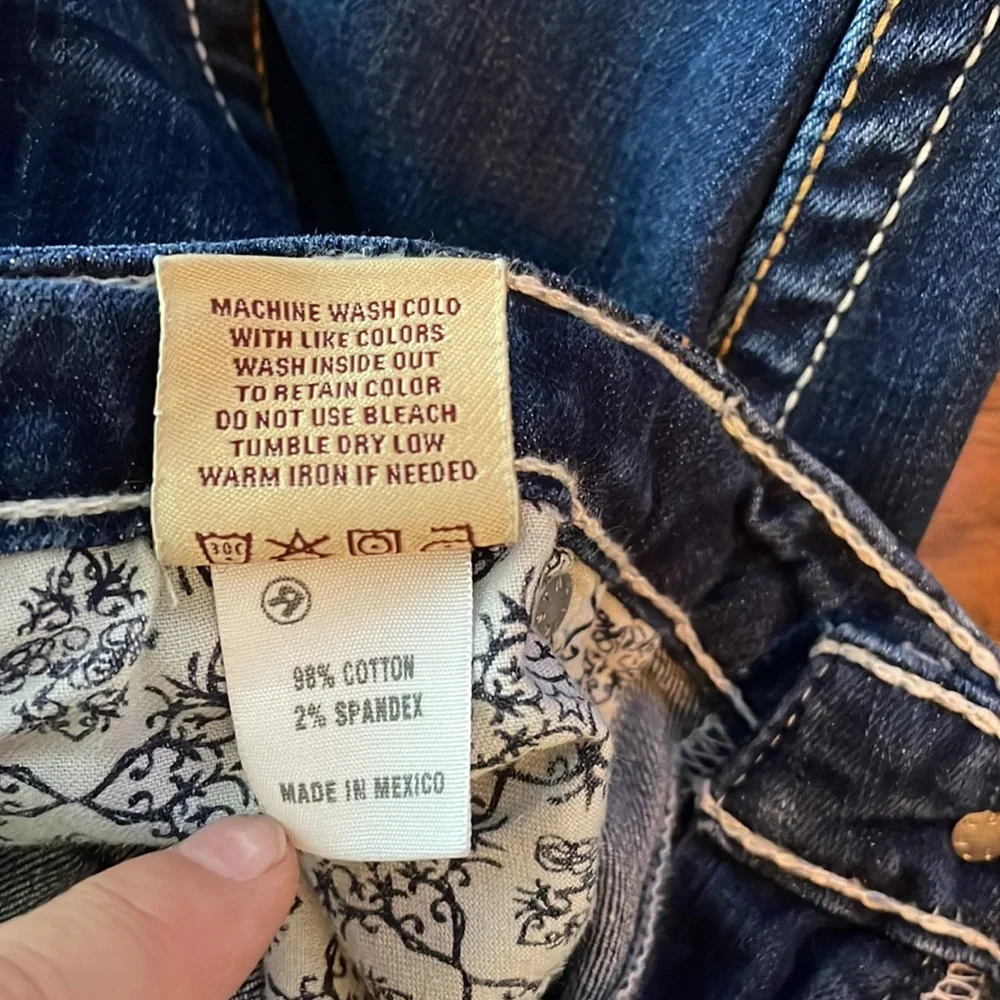 MACHINE WASH COLD
WITH LIKE COLORS
WASH INSIDE OUT
TO RETAIN COLOR
DO NOT USE BLEACH
TUMBLE DRY LOW
WARM IRON IF NEEDED
30C
98% COTTON
2% SPANDEX
MADE IN MEXICO